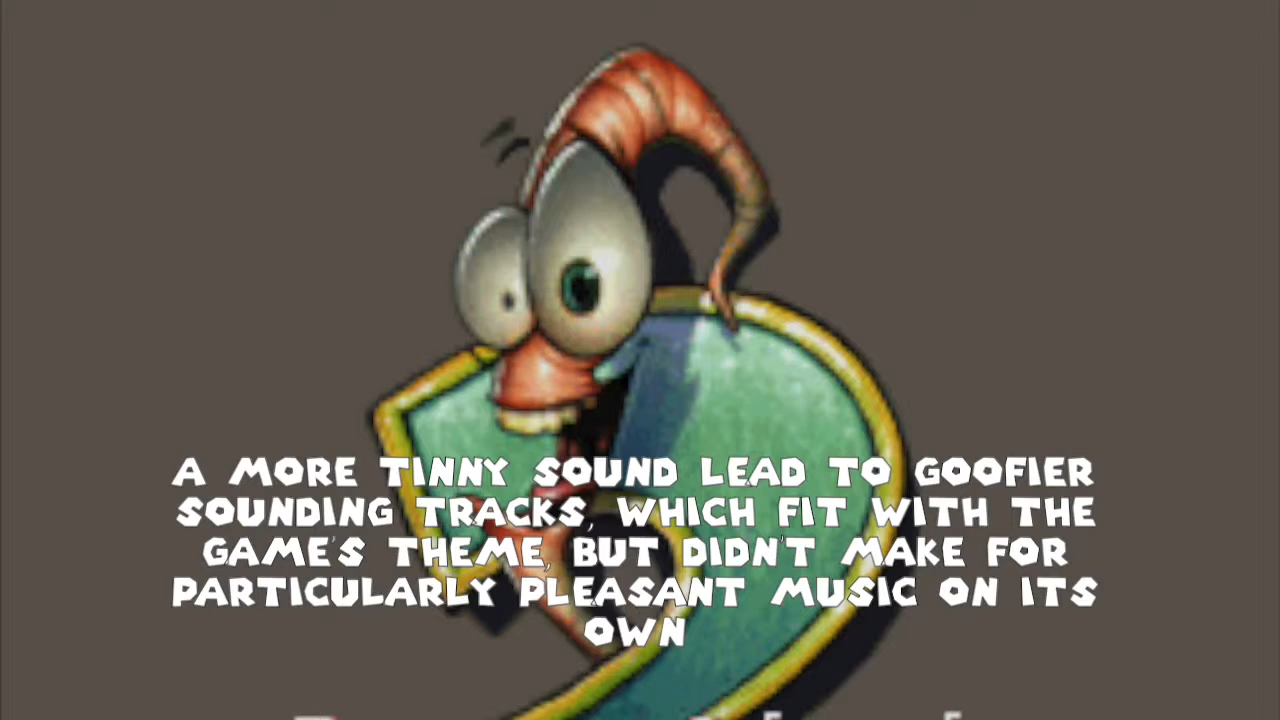 A MORE TINNY SOUND LEAD TO GOOFIER
SOUNDING TRACKS, WHICH FIT WITH THE
GAME'S THEME, BUT DIDN'T MAKE FOR
PARTICULARLY PLEASANT MUSIC ON ITS
OWN